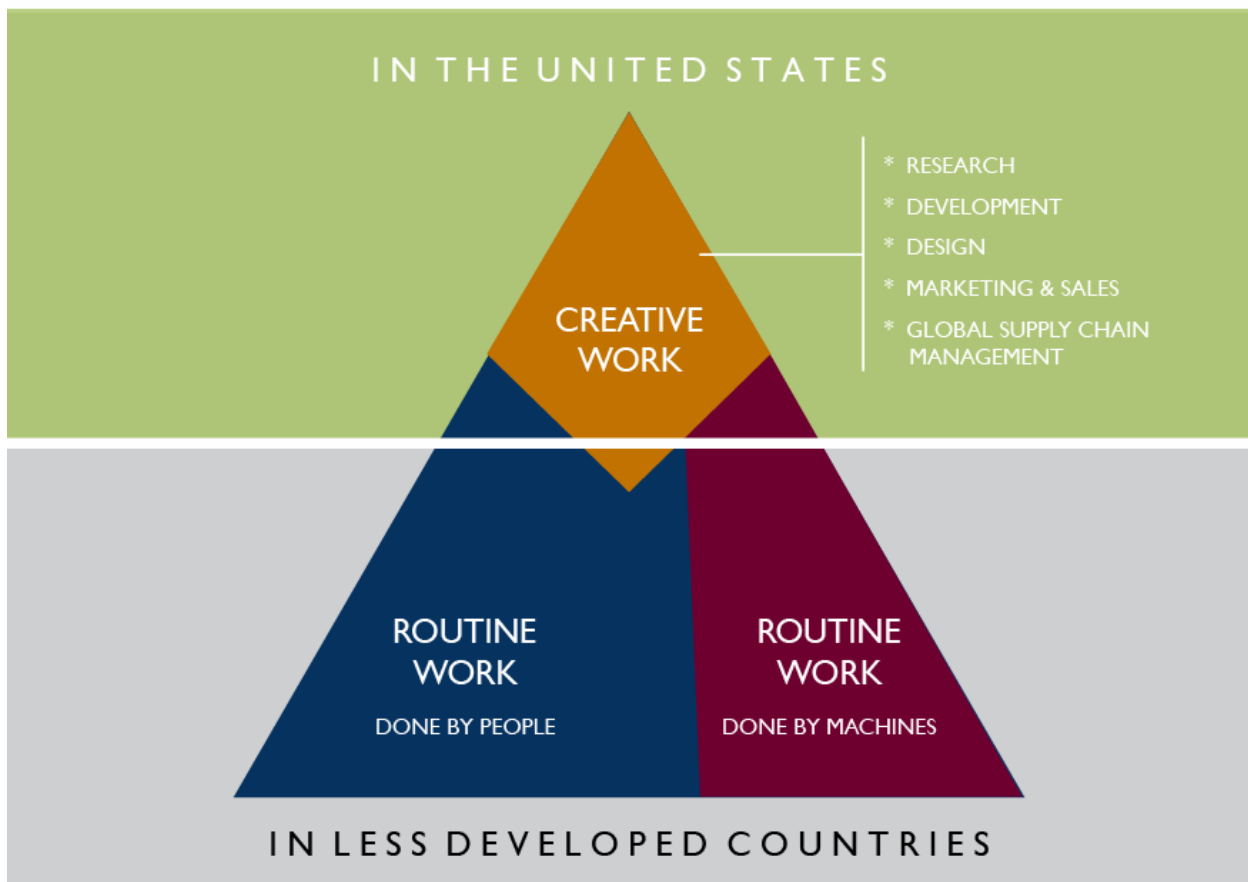 IN THE UNITED STATES
* RESEARCH
* DEVELOPMENT
* DESIGN
* MARKETING & SALES
* GLOBAL SUPPLY CHAIN
MANAGEMENT
CREATIVE
WORK
ROUTINE
WORK
DONE BY PEOPLE
ROUTINE
WORK
DONE BY MACHINES
IN LESS DEVELOPED COUNTRIES